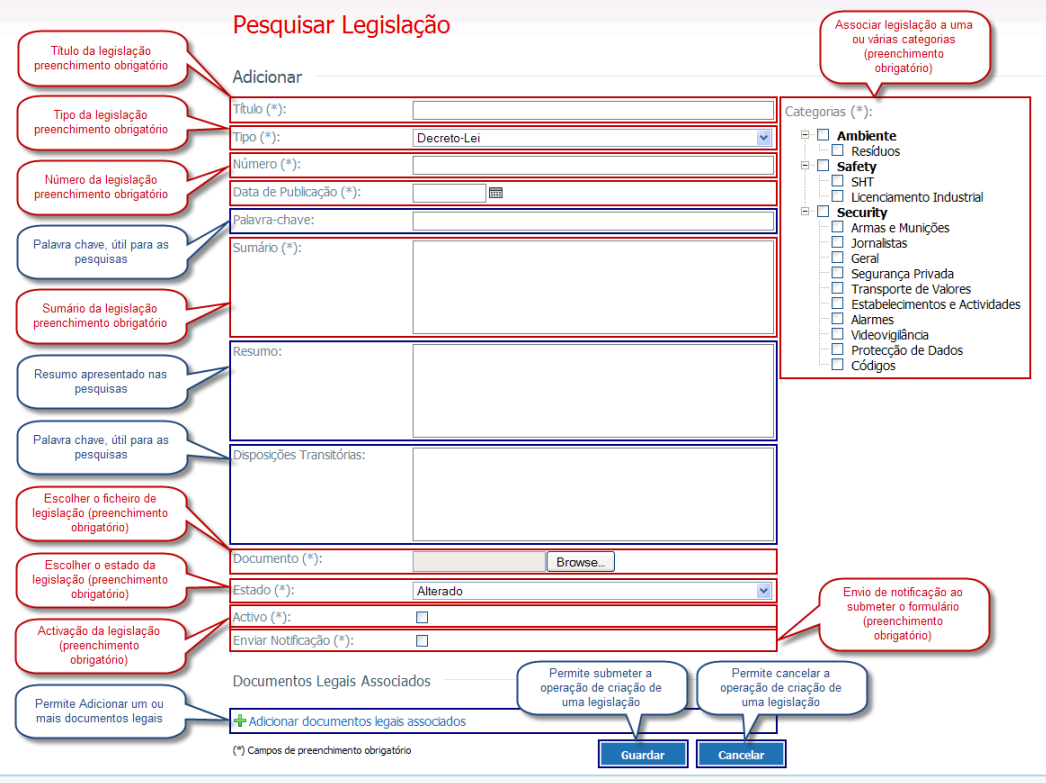 Pesquisar Legislação
Adicionar
Título da legislação
preenchimento obrigatório
Título (*):
Tipo da legislação
preenchimento obrigatório
Tipo (*):
Decreto-Lei
Número da legislação
preenchimento obrigatório
Número (*):
Data de Publicação (*):
Palavra chave, útil para as
pesquisas
Palavra-chave:
Sumário da legislação
preenchimento obrigatório
Sumário (*):
Resumo apresentado nas
pesquisas
Resumo:
Palavra chave, útil para as
pesquisas
Disposições Transitórias:
Escolher o ficheiro de
legislação (preenchimento
obrigatório)
Documento (*):
Browse...
Escolher o estado da
legislação (preenchimento
obrigatório)
Estado (*):
Alterado
Activação da legislação
(preenchimento
obrigatório)
Activo (*):
Enviar Notificação (*):
Envio de notificação ao
submeter o formulário
(preenchimento
obrigatório)
Associar legislação a uma
ou várias categorias
(preenchimento
obrigatório)
Categorias (*):
Ambiente
Resíduos
Safety
SHT
Licenciamento Industrial
Security
Armas e Munições
Jornalistas
Geral
Segurança Privada
Transporte de Valores
Estabelecimentos e Actividades
Alarmes
Videovigilância
Protecção de Dados
Códigos
Documentos Legais Associados
Permite Adicionar um ou
mais documentos legais
Adicionar documentos legais associados
(*) Campos de preenchimento obrigatório
Permite submeter a
operação de criação de
uma legislação
Guardar
Permite cancelar a
operação de criação de
uma legislação
Cancelar